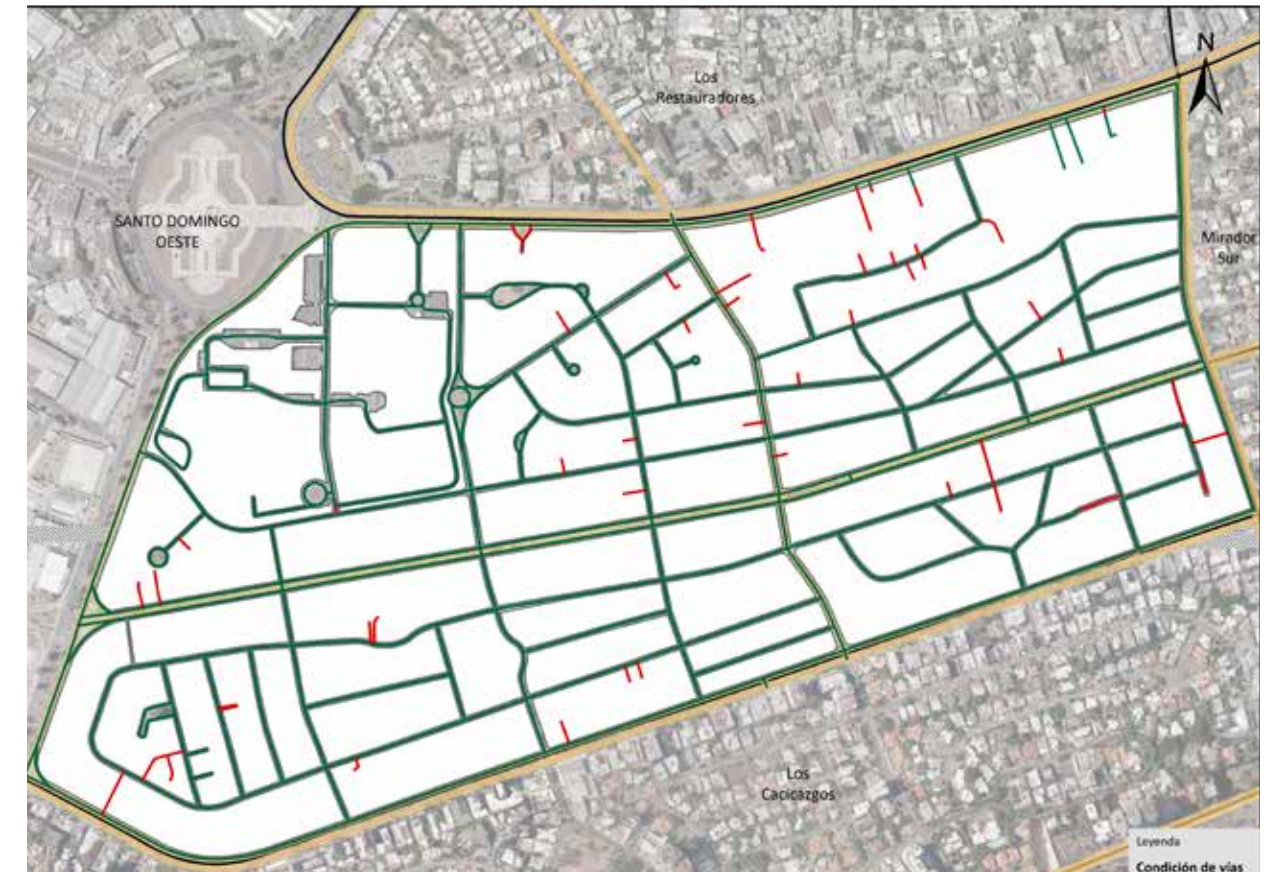 N
Los
Restauradores
SANTO DOMINGO
OESTE
Mirador
Sur
Los
Cacicazgos
Leyenda
Condición de vías